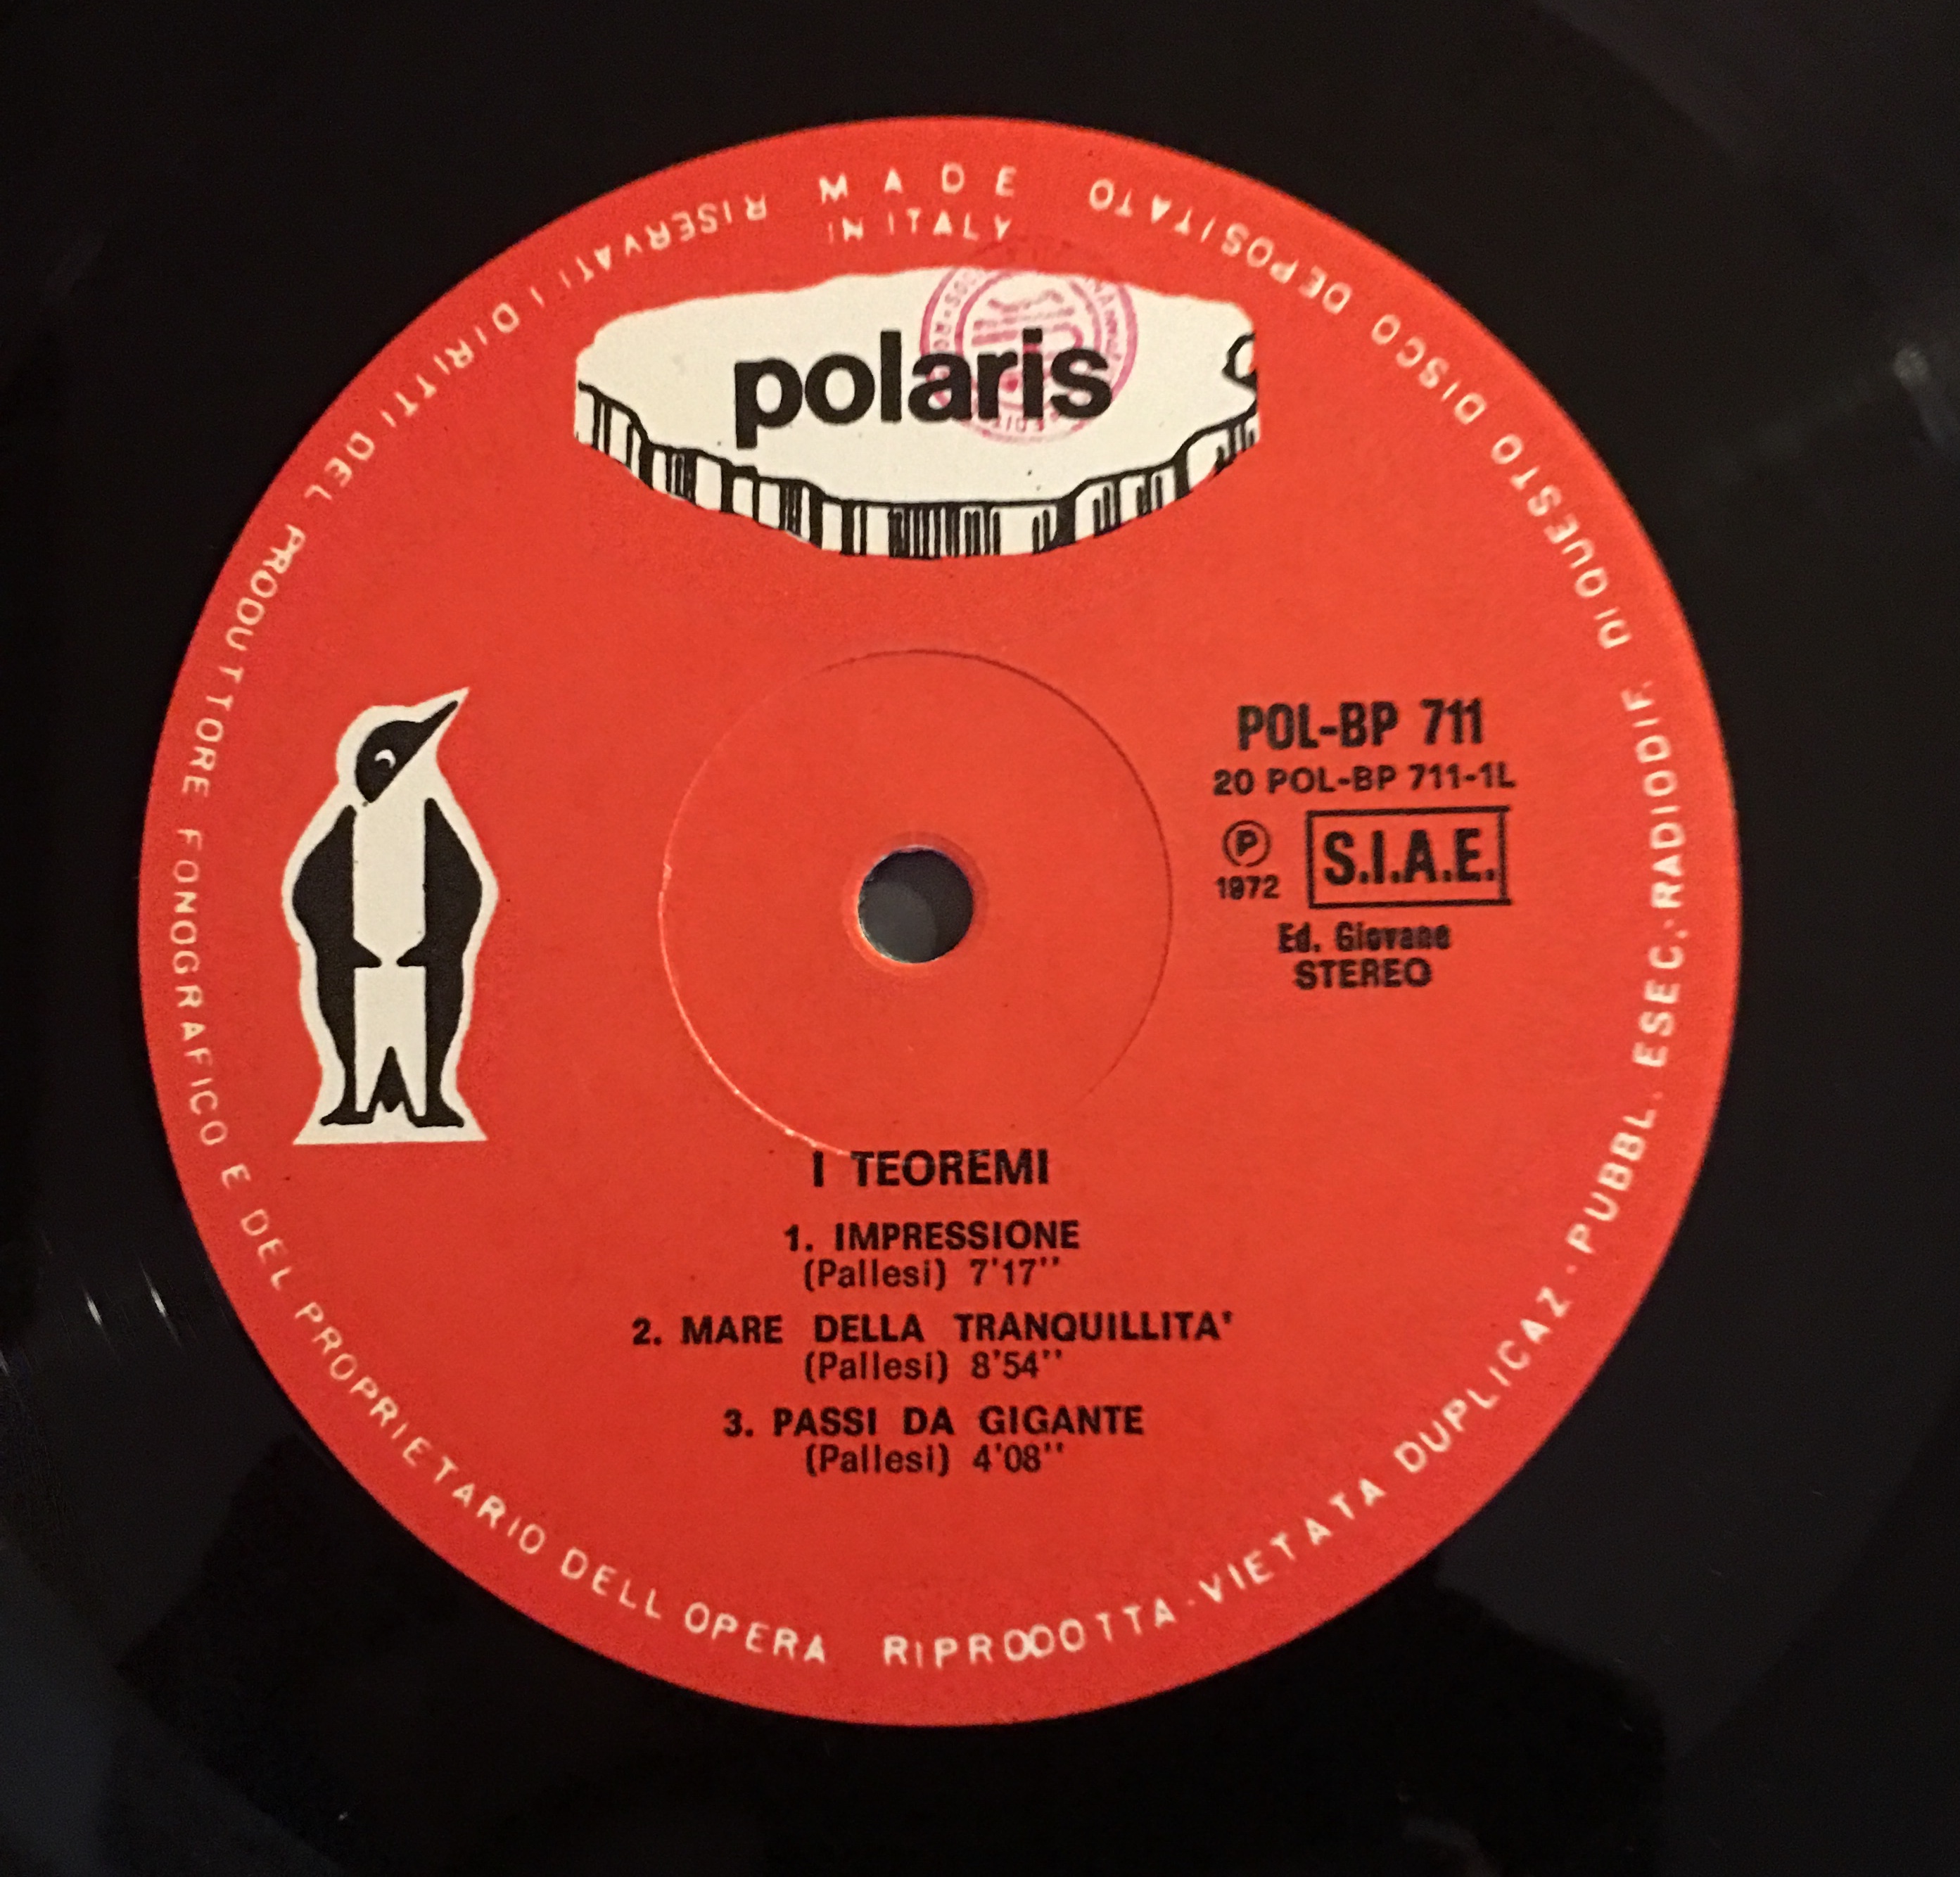 MADE
IN ITALY
polaris
POL-BP 711
20 POL-BP 711-1L
Ⓟ S.I.A.E.
1972
Ed. Giovane
STEREO
I TEOREMI
1. IMPRESSIONE
(Pallesi) 7'17''
2. MARE DELLA TRANQUILLITA'
(Pallesi) 8'54''
3. PASSI DA GIGANTE
(Pallesi) 4'08''
RISERVATI I DIRITTI DEL PRODUTTORE FONOGRAFICO E DEL PROPRIETARIO DELL OPERA RIPRODOTTA·VIETATA DUPLICAZ·PUBBL. ESEC.RADIODIF. DI QUESTO DISCO DISCO DEPOSITATO